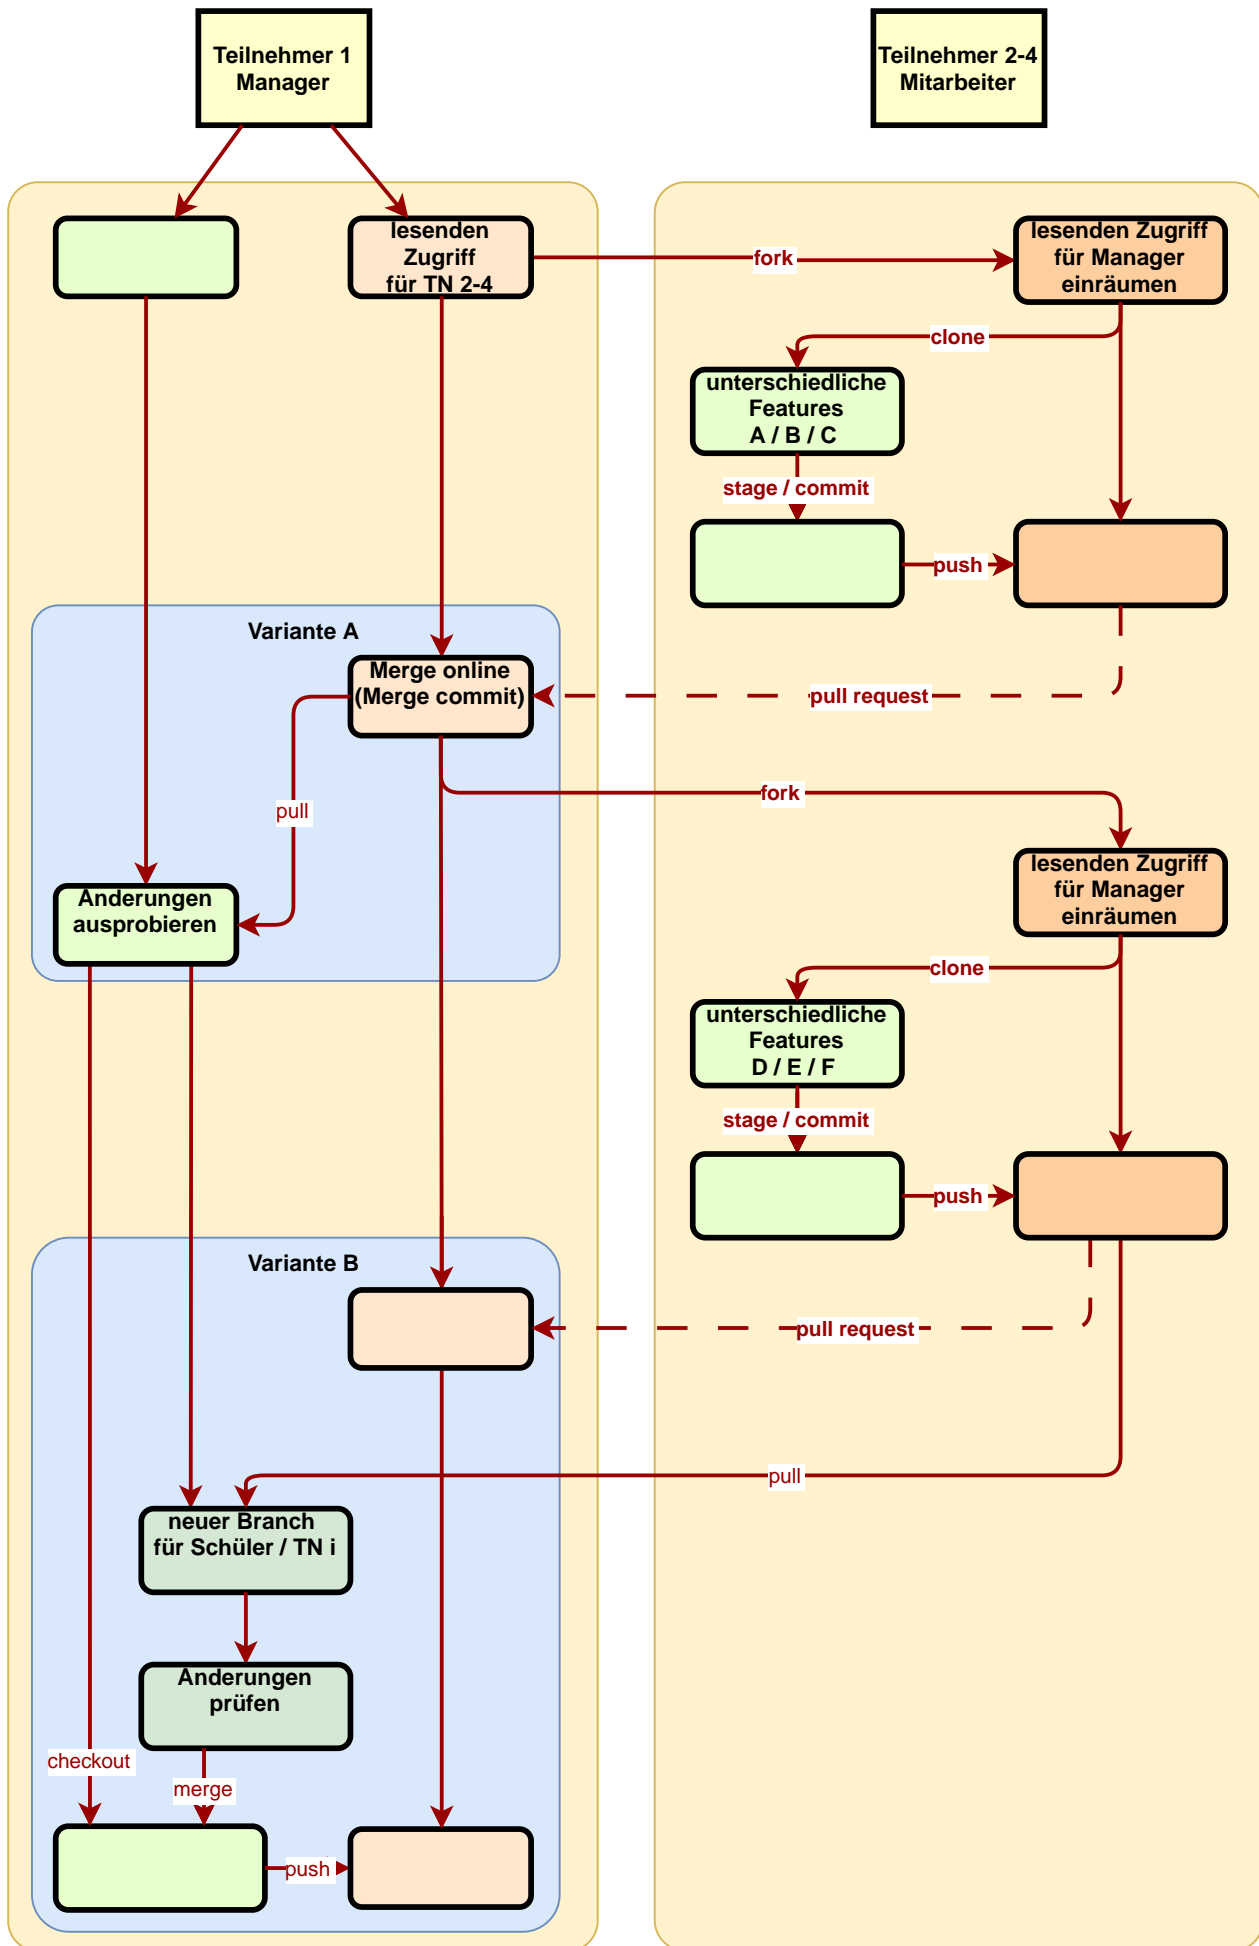 Teilnehmer 1
Manager
Teilnehmer 2-4
Mitarbeiter
lesenden
Zugriff
für TN 2-4
fork
lesenden Zugriff
für Manager
einräumen
clone
unterschiedliche
Features
A / B / C
stage / commit
push
Variante A
Merge online
(Merge commit)
pull request
pull
fork
Änderungen
ausprobieren
lesenden Zugriff
für Manager
einräumen
clone
unterschiedliche
Features
D / E / F
stage / commit
push
Variante B
pull request
pull
neuer Branch
für Schüler / TN i
Änderungen
prüfen
checkout
merge
push